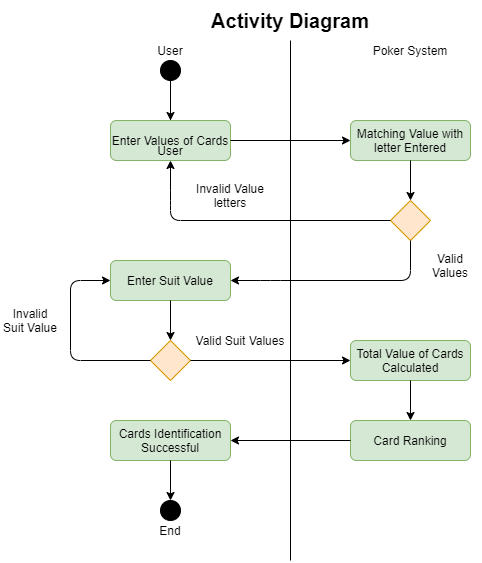 Activity Diagram
User
Poker System
Enter Values of Cards
User
Matching Value with
letter Entered
Invalid Value
letters
Valid
Values
Enter Suit Value
Invalid
Suit Value
Valid Suit Values
Total Value of Cards
Calculated
Cards Identification
Successful
Card Ranking
End